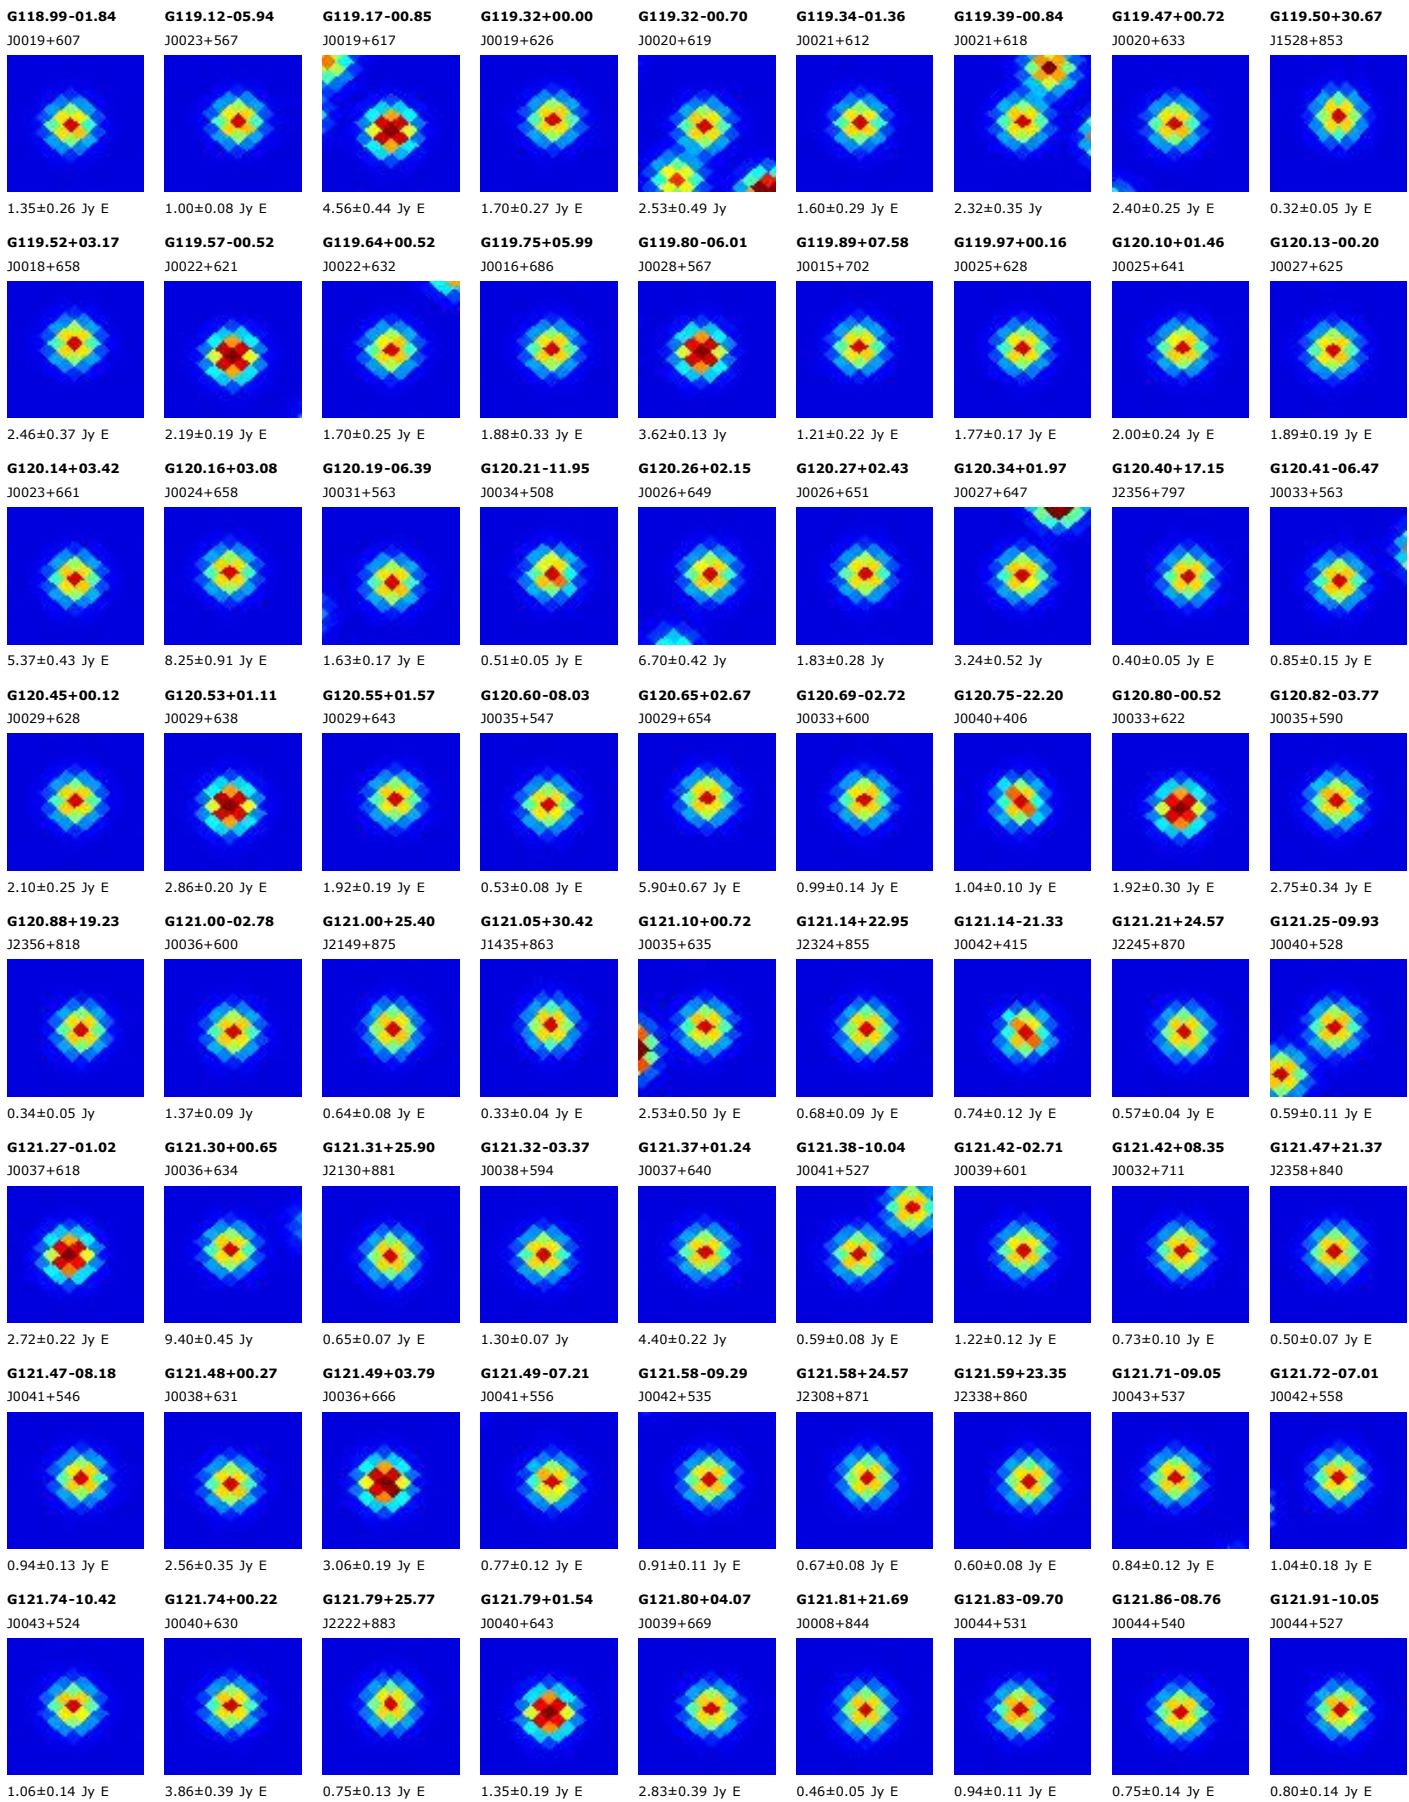 G118.99-01.84 G119.12-05.94 G119.17-00.85 G119.32+00.00 G119.32-00.70 G119.34-01.36 G119.39-00.84 G119.47+00.72 G119.50+30.67
J0019+607 J0023+567 J0019+617 J0019+626 J0020+619 J0021+612 J0021+618 J0020+633 J1528+853
1.35±0.26 Jy E 1.00±0.08 Jy E 4.56±0.44 Jy E 1.70±0.27 Jy E 2.53±0.49 Jy 1.60±0.29 Jy E 2.32±0.35 Jy 2.40±0.25 Jy E 0.32±0.05 Jy E
G119.52+03.17 G119.57-00.52 G119.64+00.52 G119.75+05.99 G119.80-06.01 G119.89+07.58 G119.97+00.16 G120.10+01.46 G120.13-00.20
J0018+658 J0022+621 J0022+632 J0016+686 J0028+567 J0015+702 J0025+628 J0025+641 J0027+625
2.46±0.37 Jy E 2.19±0.19 Jy E 1.70±0.25 Jy E 1.88±0.33 Jy E 3.62±0.13 Jy 1.21±0.22 Jy E 1.77±0.17 Jy E 2.00±0.24 Jy E 1.89±0.19 Jy E
G120.14+03.42 G120.16+03.08 G120.19-06.39 G120.21-11.95 G120.26+02.15 G120.27+02.43 G120.34+01.97 G120.40+17.15 G120.41-06.47
J0023+661 J0024+658 J0031+563 J0034+508 J0026+649 J0026+651 J0027+647 J2356+797 J0033+563
5.37±0.43 Jy E 8.25±0.91 Jy E 1.63±0.17 Jy E 0.51±0.05 Jy E 6.70±0.42 Jy 1.83±0.28 Jy 3.24±0.52 Jy 0.40±0.05 Jy E 0.85±0.15 Jy E
G120.45+00.12 G120.53+01.11 G120.55+01.57 G120.60-08.03 G120.65+02.67 G120.69-02.72 G120.75-22.20 G120.80-00.52 G120.82-03.77
J0029+628 J0029+638 J0029+643 J0035+547 J0029+654 J0033+600 J0040+406 J0033+622 J0035+590
2.10±0.25 Jy E 2.86±0.20 Jy E 1.92±0.19 Jy E 0.53±0.08 Jy E 5.90±0.67 Jy E 0.99±0.14 Jy E 1.04±0.10 Jy E 1.92±0.30 Jy E 2.75±0.34 Jy E
G120.88+19.23 G121.00-02.78 G121.00+25.40 G121.05+30.42 G121.10+00.72 G121.14+22.95 G121.14-21.33 G121.21+24.57 G121.25-09.93
J2356+818 J0036+600 J2149+875 J1435+863 J0035+635 J2324+855 J0042+415 J2245+870 J0040+528
0.34±0.05 Jy 1.37±0.09 Jy 0.64±0.08 Jy E 0.33±0.04 Jy E 2.53±0.50 Jy E 0.68±0.09 Jy E 0.74±0.12 Jy E 0.57±0.04 Jy E 0.59±0.11 Jy E
G121.27-01.02 G121.30+00.65 G121.31+25.90 G121.32-03.37 G121.37+01.24 G121.38-10.04 G121.42-02.71 G121.42+08.35 G121.47+21.37
J0037+618 J0036+634 J2130+881 J0038+594 J0037+640 J0041+527 J0039+601 J0032+711 J2358+840
2.72±0.22 Jy E 9.40±0.45 Jy 0.65±0.07 Jy E 1.30±0.07 Jy 4.40±0.22 Jy 0.59±0.08 Jy E 1.22±0.12 Jy E 0.73±0.10 Jy E 0.50±0.07 Jy E
G121.47-08.18 G121.48+00.27 G121.49+03.79 G121.49-07.21 G121.58-09.29 G121.58+24.57 G121.59+23.35 G121.71-09.05 G121.72-07.01
J0041+546 J0038+631 J0036+666 J0041+556 J0042+535 J2308+871 J2338+860 J0043+537 J0042+558
0.94±0.13 Jy E 2.56±0.35 Jy E 3.06±0.19 Jy E 0.77±0.12 Jy E 0.91±0.11 Jy E 0.67±0.08 Jy E 0.60±0.08 Jy E 0.84±0.12 Jy E 1.04±0.18 Jy E
G121.74-10.42 G121.74+00.22 G121.79+25.77 G121.79+01.54 G121.80+04.07 G121.81+21.69 G121.83-09.70 G121.86-08.76 G121.91-10.05
J0043+524 J0040+630 J2222+883 J0040+643 J0039+669 J0008+844 J0044+531 J0044+540 J0044+527
1.06±0.14 Jy E 3.86±0.39 Jy E 0.75±0.13 Jy E 1.35±0.19 Jy E 2.83±0.39 Jy E 0.46±0.05 Jy E 0.94±0.11 Jy E 0.75±0.14 Jy E 0.80±0.14 Jy E